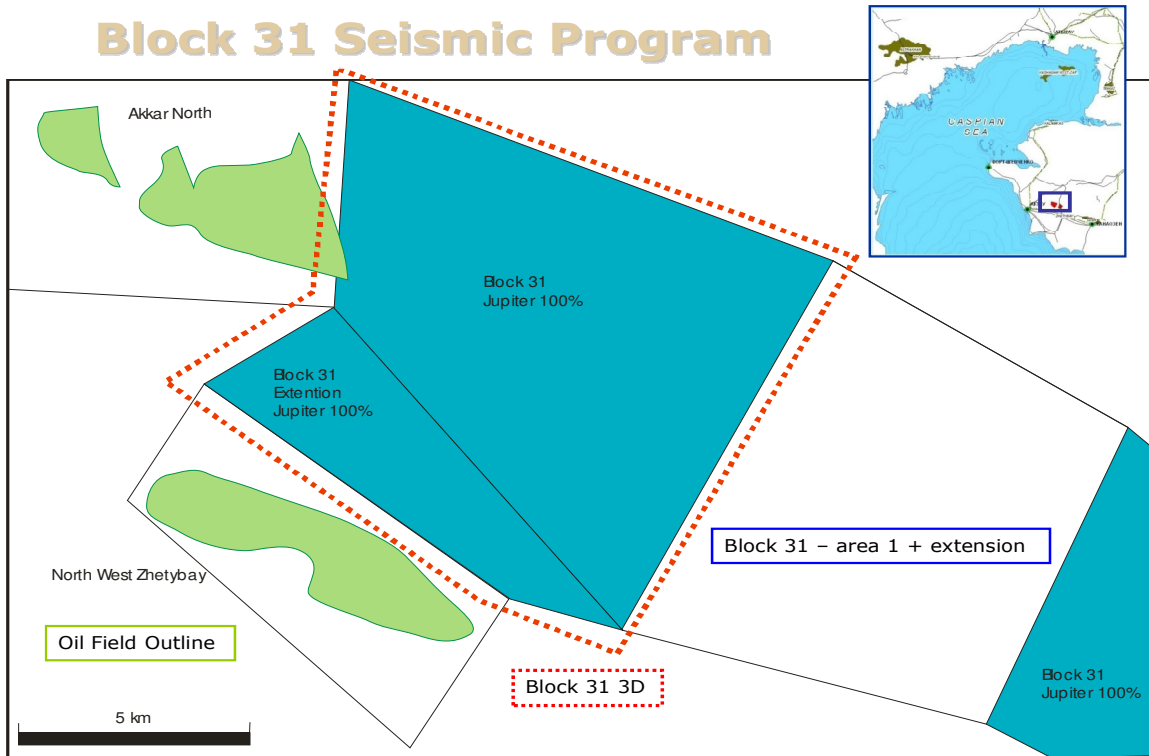 Block 31 Seismic Program
Akkar North
CASPIAN
SEA
Block 31
Jupiter 100%
Block 31
Extention
Jupiter 100%
Block 31 – area 1 + extension
North West Zhetybay
Oil Field Outline
Block 31 3D
Block 31
Jupiter 100%
5 km